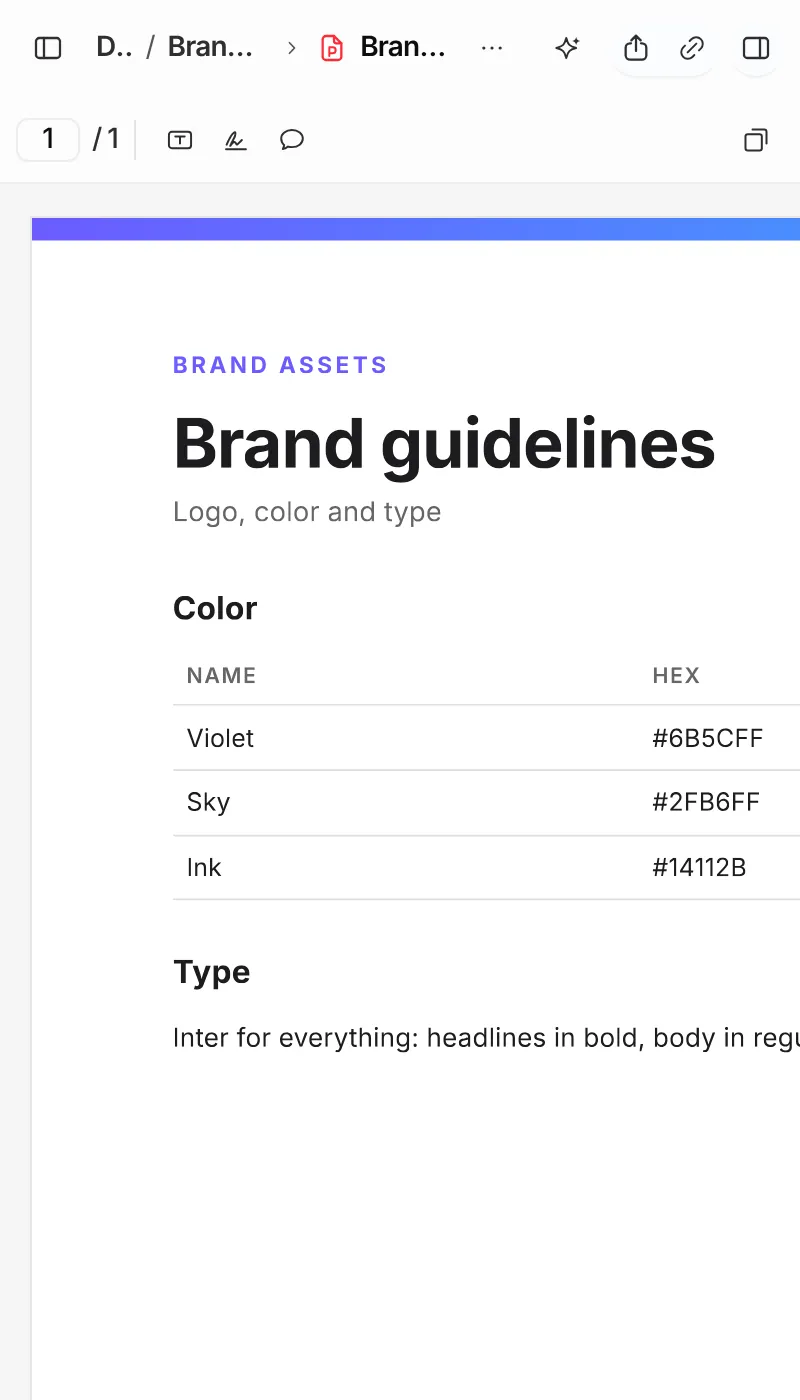 D.. / Bran... › Bran... ...
1 / 1
BRAND ASSETS
Brand guidelines
Logo, color and type
Color
NAME HEX
Violet #6B5CFF
Sky #2FB6FF
Ink #14112B
Type
Inter for everything: headlines in bold, body in regu